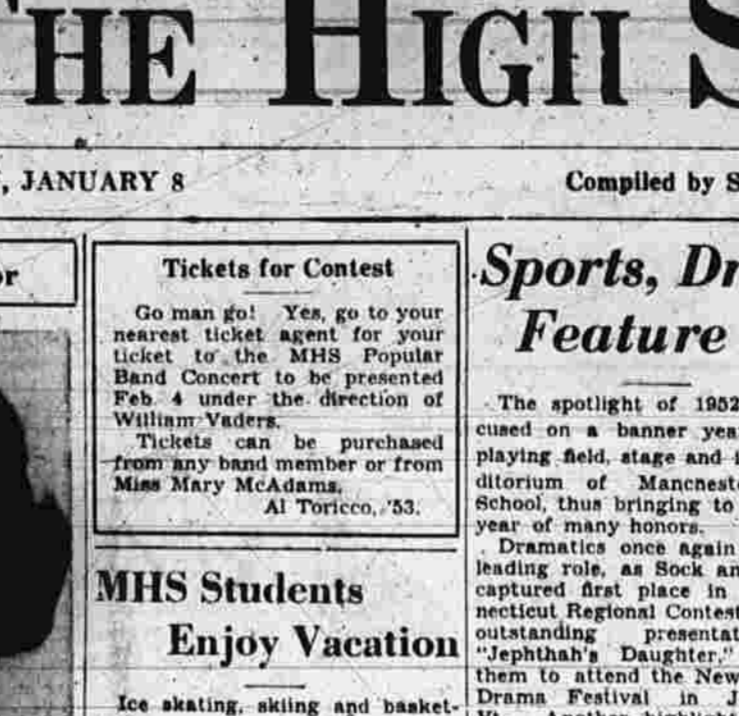 THE HIGH S
, JANUARY 8
Compiled by S
or
Tickets for Contest
Go man go! Yes, go to your
nearest ticket agent for your
ticket to the MHS Popular
Band Concert to be presented
Feb. 4 under the direction of
William Vaders.
Tickets can be purchased
from any band member or from
Miss Mary McAdams.
Al Toricco, '53.
MHS Students
Enjoy Vacation
Ice skating, skiing and basket-
Sports, Dr
Feature
The spotlight of 1952
cused on a banner yea
playing field, stage and i
ditorium of Mancheste
School, thus bringing to
year of many honors.
Dramatics once again
leading role, as Sock an
captured first place in
necticut Regional Contest
outstanding presentat
"Jephthah's Daughter,"
them to attend the New
Drama Festival in J